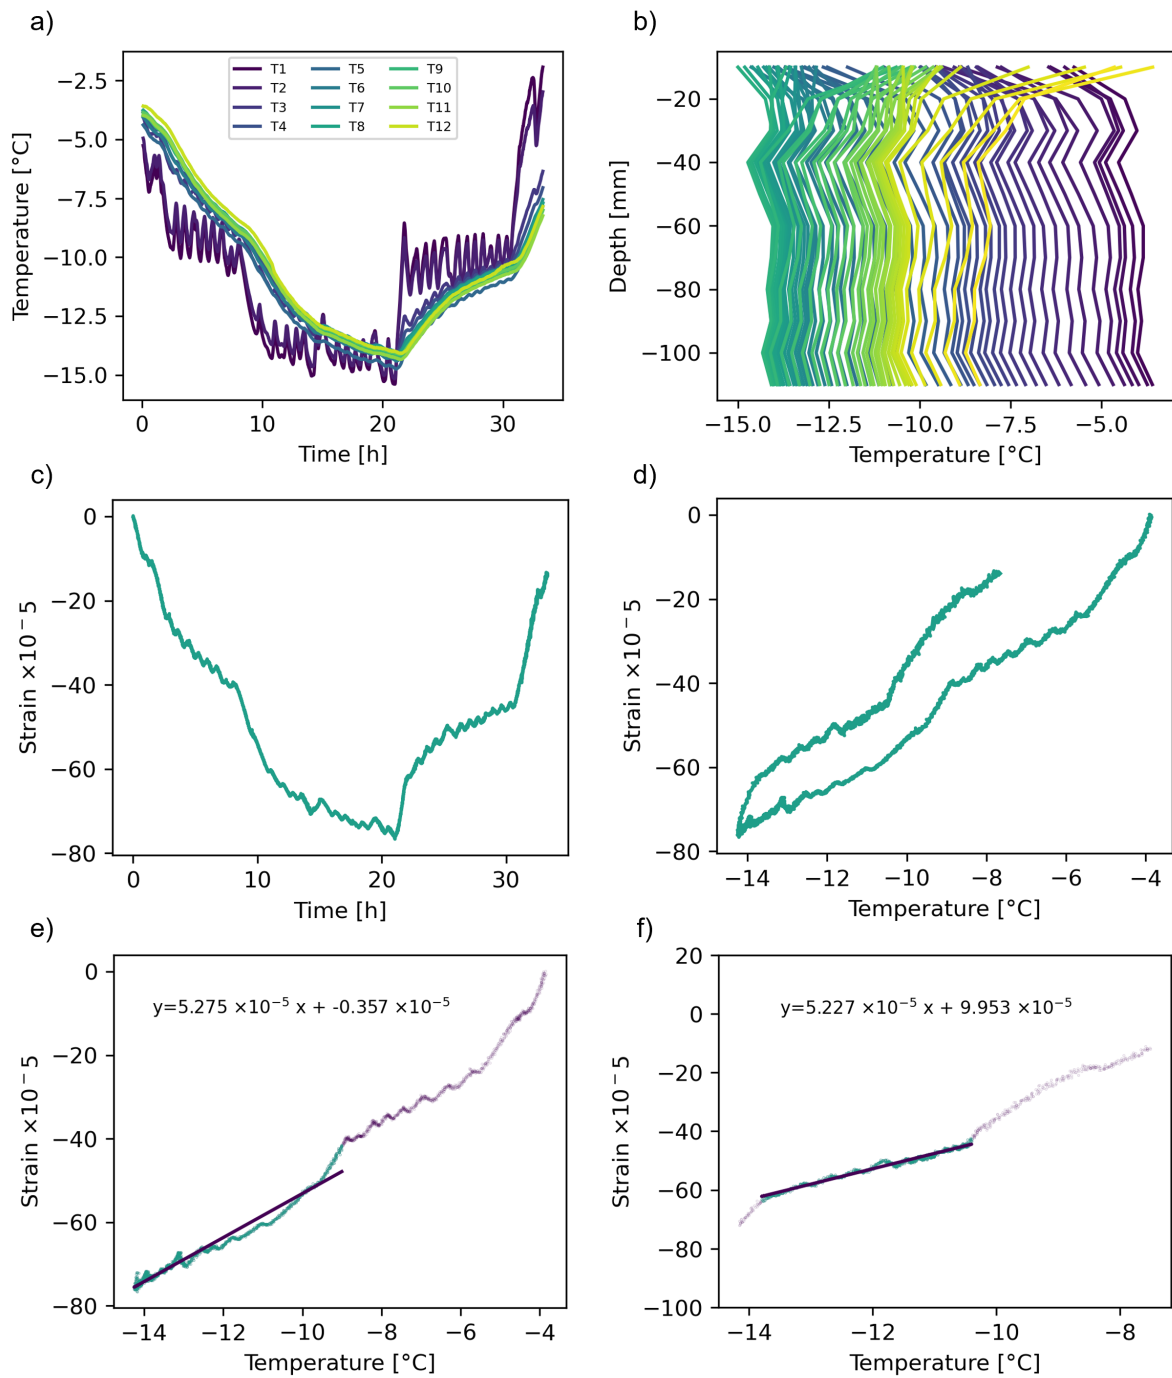 a)
−2.5
−5.0
−7.5
−10.0
−12.5
−15.0
Temperature [°C]
T1 T5 T9
T2 T6 T10
T3 T7 T11
T4 T8 T12
0 10 20 30
Time [h]
b)
−20
−40
−60
−80
−100
Depth [mm]
−15.0 −12.5 −10.0 −7.5 −5.0
Temperature [°C]
c)
0
−20
−40
−60
−80
Strain ×10⁻5
0 10 20 30
Time [h]
d)
0
−20
−40
−60
−80
Strain ×10⁻5
−14 −12 −10 −8 −6 −4
Temperature [°C]
e)
0
−20
−40
−60
−80
Strain ×10⁻5
y=5.275 ×10⁻⁵ x + -0.357 ×10⁻⁵
−14 −12 −10 −8 −6 −4
Temperature [°C]
f)
20
0
−20
−40
−60
−80
−100
Strain ×10⁻5
y=5.227 ×10⁻⁵ x + 9.953 ×10⁻⁵
−14 −12 −10 −8
Temperature [°C]